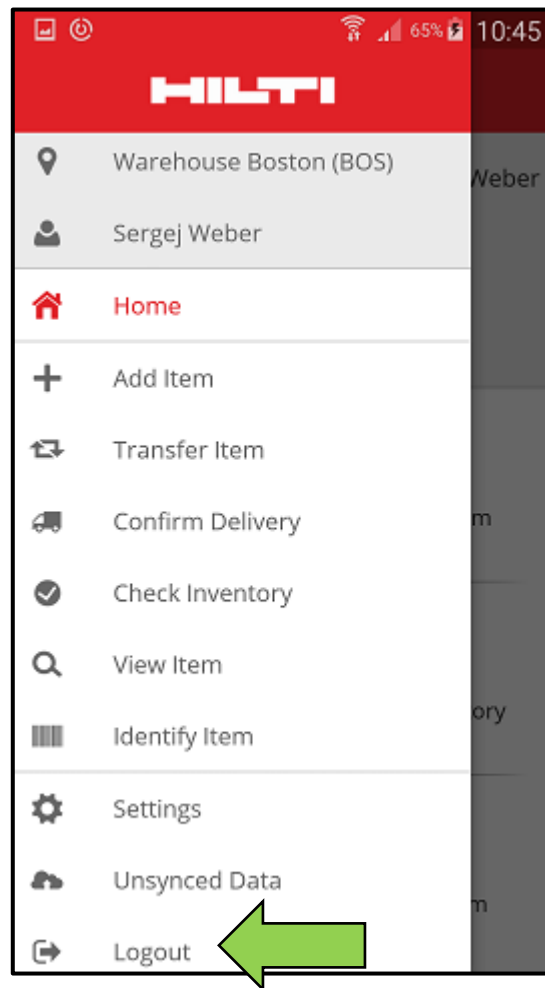 65% 10:45
HILTI
Warehouse Boston (BOS)
Weber
Sergej Weber
Home
Add Item
Transfer Item
Confirm Delivery
m
Check Inventory
View Item
ory
Identify Item
Settings
Unsynced Data
m
Logout